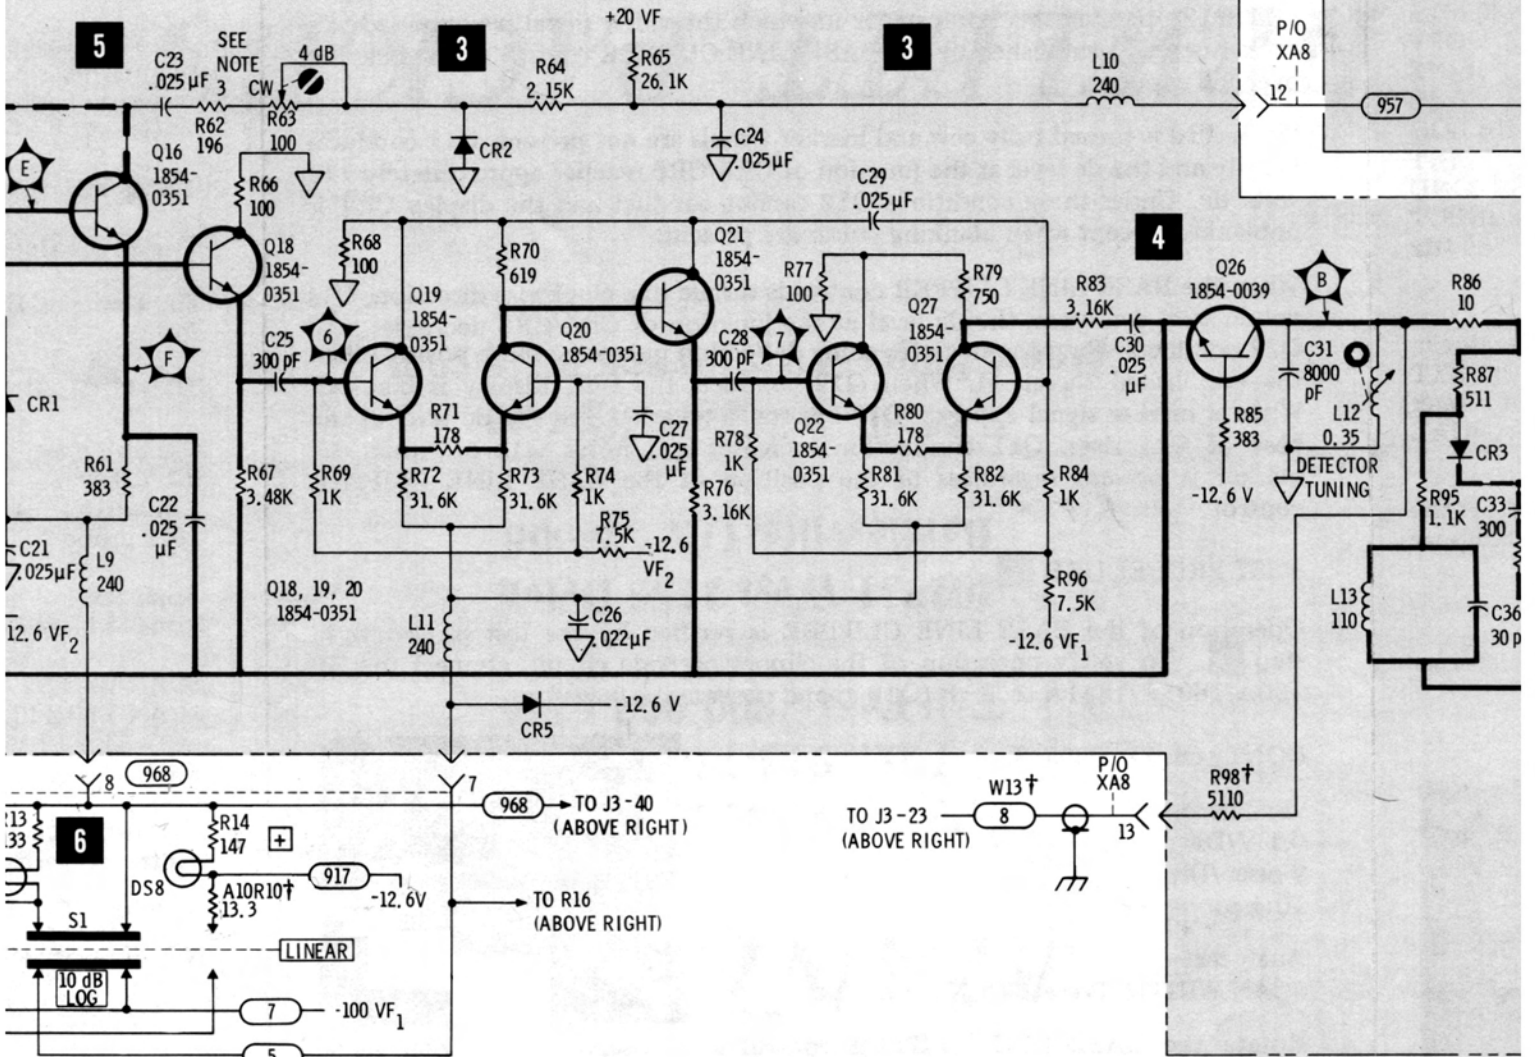 5
SEE
NOTE
3
C23
.025 µF
CW
4 dB
R62
196
R63
100
3
+20 VF
R64
2.15K
R65
26.1K
C24
.025µF
CR2
3
L10
240
P/O
XA8
12
957
E
Q16
1854-
0351
R66
100
Q18
1854-
0351
R68
100
C25
300 pF
6
Q19
1854-
0351
R70
619
Q20
1854-0351
Q21
1854-
0351
C29
.025µF
R77
100
C28
300 pF
7
Q27
1854-
0351
R79
750
4
R83
3.16K
C30
.025
µF
Q26
1854-0039
B
C31
8000
pF
L12
0.35
R86
10
R87
511
CR3
F
CR1
R61
383
C22
.025
µF
R67
3.48K
R69
1K
R71
178
R72
31.6K
R73
31.6K
R74
1K
C27
.025
µF
R75
7.5K
-12.6
VF2
R76
3.16K
R78
1K
Q22
1854-
0351
R80
178
R81
31.6K
R82
31.6K
R84
1K
R85
383
-12.6 V
DETECTOR
TUNING
R95
1.1K
C33
300
C21
.025µF
L9
240
12.6 VF2
Q18, 19, 20
1854-0351
L11
240
C26
.022µF
R96
7.5K
-12.6 VF1
L13
110
C36
30 p
CR5
-12.6 V
8
968
7
968
TO J3-40
(ABOVE RIGHT)
R13
133
6
R14
147
+
DS8
A10R10†
13.3
917
-12.6V
TO R16
(ABOVE RIGHT)
TO J3-23
(ABOVE RIGHT)
W13†
8
P/O
XA8
13
R98†
5110
S1
LINEAR
10 dB
LOG
7
-100 VF1
5